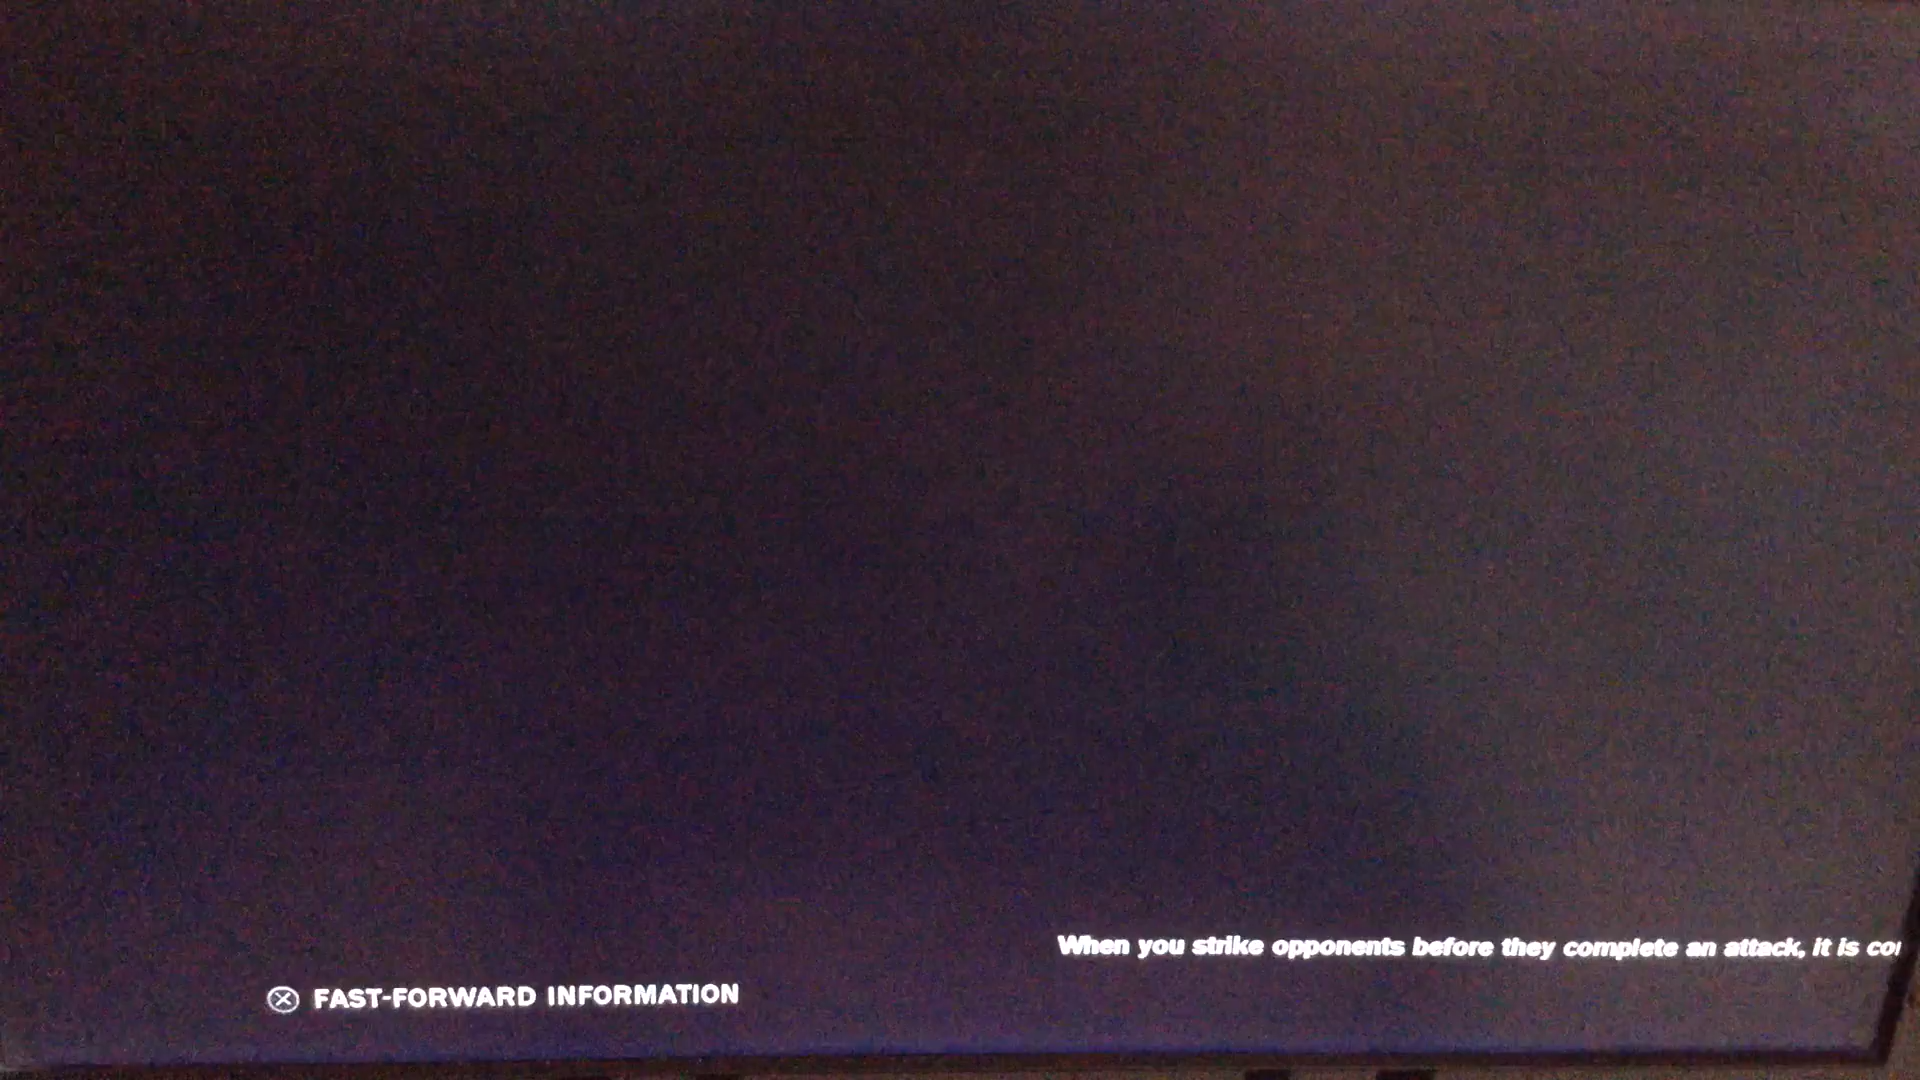 When you strike opponents before they complete an attack, it is
FAST-FORWARD INFORMATION